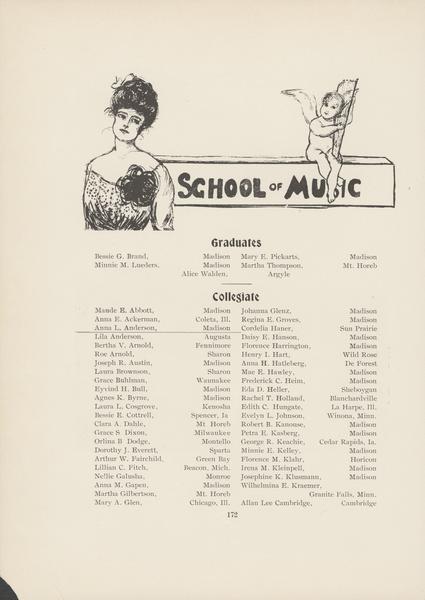 SCHOOL OF MUSIC
Graduates
Bessie G. Brand, Madison
Minnie M. Lueders, Madison
Mary E. Pickarts, Madison
Martha Thompson, Mt. Horeb
Alice Walden, Argyle
Collegiate
Maude E. Abbott, Madison
Anna E. Ackerman, Coleta, Ill.
Anna L. Anderson, Madison
Lila Anderson, Augusta
Bertha V. Arnold, Fennimore
Roe Arnold, Sharon
Joseph R. Austin, Madison
Laura Brownson, Sharon
Grace Buhlman, Waunakee
Eyvind H. Bull, Madison
Agnes K. Byrne, Madison
Laura L. Cosgrove, Kenosha
Bessie E. Cottrell, Spencer, Ia
Clara A. Dahle, Mt Horeb
Grace S Dixon, Milwaukee
Orlina B Dodge, Montello
Dorothy J. Everett, Sparta
Arthur W. Fairchild, Green Bay
Lillian C. Fitch, Beacon, Mich.
Nellie Galusha, Monroe
Anna M. Gapen, Madison
Martha Gilbertson, Mt. Horeb
Mary A. Glen, Chicago, Ill.
Johanna Glenz, Madison
Regina E. Groves, Madison
Cordelia Haner, Sun Prairie
Daisy E. Hanson, Madison
Florence Harrington, Madison
Henry I. Hart, Wild Rose
Anna H. Hatleberg, De Forest
Mae E. Hawley, Madison
Frederick C. Heim, Madison
Eda D. Heller, Sheboygan
Rachel T. Holland, Blanchardville
Edith C. Hungate, La Harpe, Ill.
Evelyn L. Johnson, Winona, Minn.
Robert B. Kanouse, Madison
Petra E. Kasberg, Madison
George R. Keachie, Cedar Rapids, Ia.
Minnie E. Kelley, Madison
Florence M. Klahr, Horicon
Irena M. Kleinpell, Madison
Josephine K. Klusmann, Madison
Wilhelmina E. Kraemer,
Granite Falls, Minn.
Allan Lee Cambridge, Cambridge
172